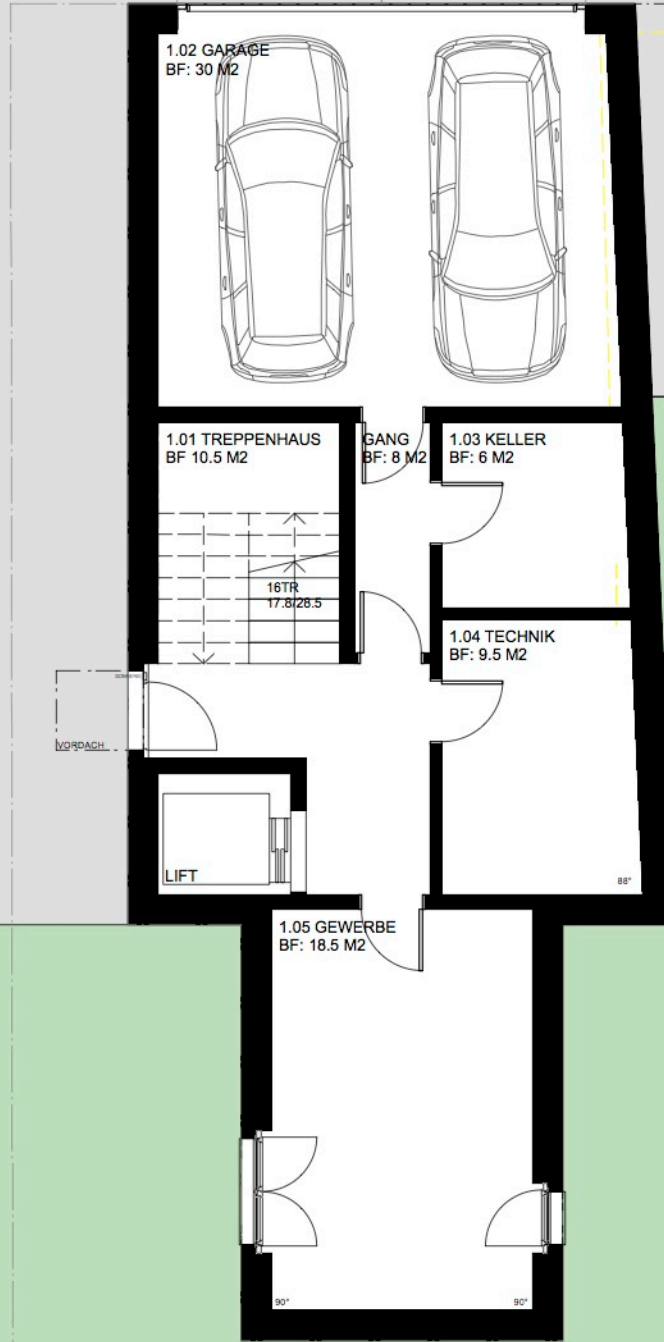 1.02 GARAGE
BF: 30 M2
1.01 TREPPENHAUS
BF 10.5 M2
GANG
BF: 8 M2
1.03 KELLER
BF: 6 M2
16TR
17.8/28.5
1.04 TECHNIK
BF: 9.5 M2
VORDACH
LIFT
88°
1.05 GEWERBE
BF: 18.5 M2
90°
90°